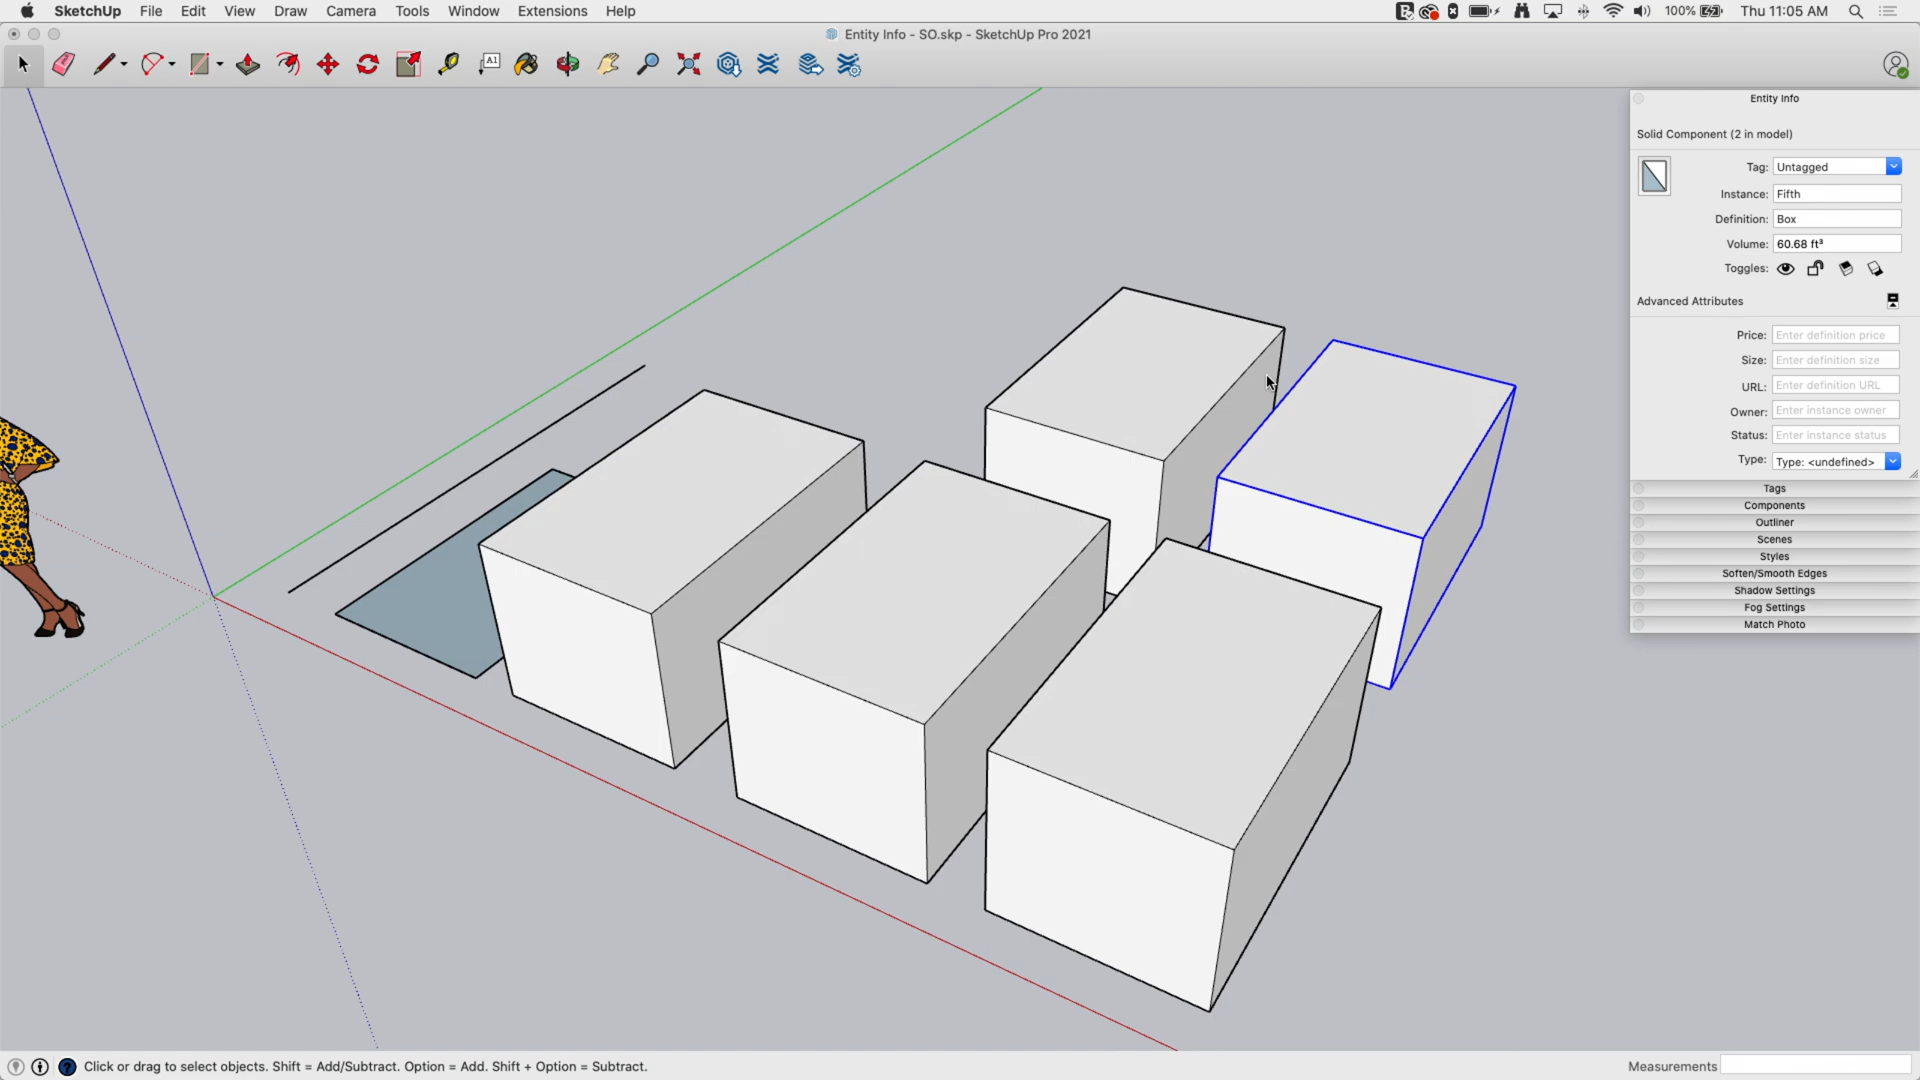 SketchUp File Edit View Draw Camera Tools Window Extensions Help 100% Thu 11:05 AM
Entity Info - SO.skp - SketchUp Pro 2021
A1
Entity Info
Solid Component (2 in model)
Tag: Untagged
Instance: Fifth
Definition: Box
Volume: 60.68 ft³
Toggles:
Advanced Attributes
Price: Enter definition price
Size: Enter definition size
URL: Enter definition URL
Owner: Enter instance owner
Status: Enter instance status
Type: Type: <undefined>
Tags
Components
Outliner
Scenes
Styles
Soften/Smooth Edges
Shadow Settings
Fog Settings
Match Photo
Click or drag to select objects. Shift = Add/Subtract. Option = Add. Shift + Option = Subtract. Measurements